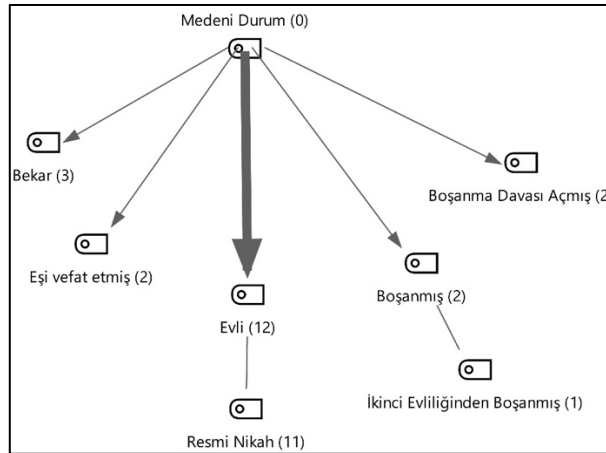 Medeni Durum (0)
Bekar (3)
Boşanma Davası Açmış (2
Eşi vefat etmiş (2)
Boşanmış (2)
Evli (12)
İkinci Evliliğinden Boşanmış (1)
Resmi Nikah (11)